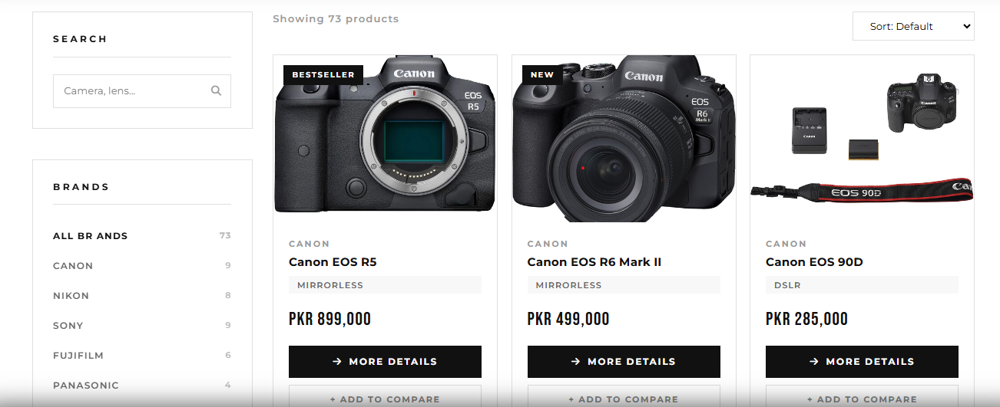 SEARCH
Camera, lens...
BRANDS
ALL BR ANDS 73
CANON 9
NIKON 8
SONY 9
FUJIFILM 6
PANASONIC 4
Showing 73 products
Sort: Default
BESTSELLER
Canon
EOS
R5
CANON
Canon EOS R5
MIRRORLESS
PKR 899,000
→ MORE DETAILS
+ ADD TO COMPARE
NEW
Canon
EOS
R6
Mark II
CANON
Canon EOS R6 Mark II
MIRRORLESS
PKR 499,000
→ MORE DETAILS
+ ADD TO COMPARE
Canon
Canon
EOS 90D
Ca
CANON
Canon EOS 90D
DSLR
PKR 285,000
→ MORE DETAILS
+ ADD TO COMPARE